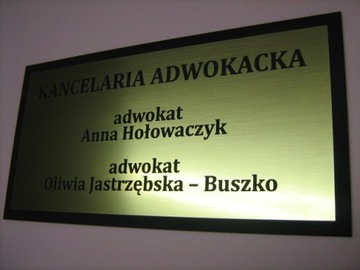 KANCELARIA ADWOKACKA
adwokat
Anna Hołowaczyk
adwokat
Oliwia Jastrzębska – Buszko